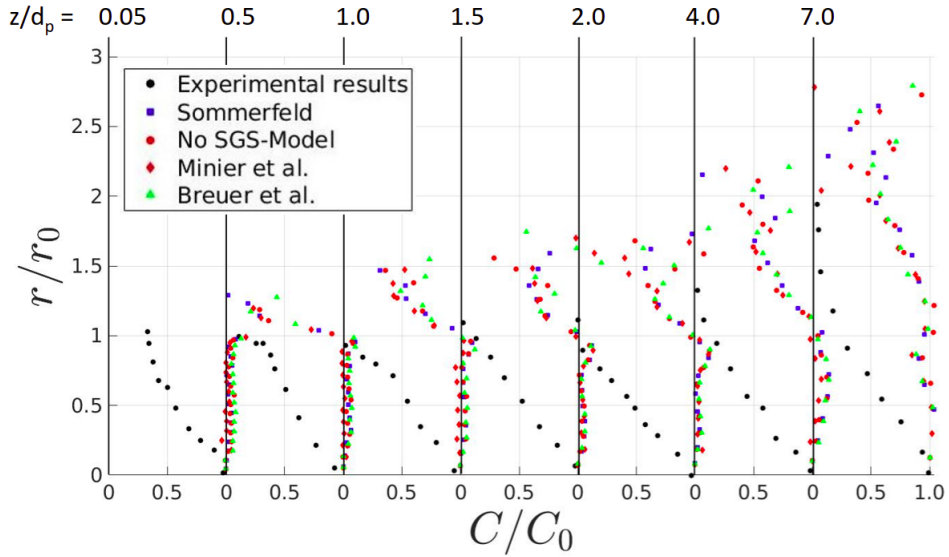 z/dp = 0.05 0.5 1.0 1.5 2.0 4.0 7.0
3
Experimental results
Sommerfeld
2.5
No SGS-Model
Minier et al.
2
Breuer et al.
1.5
r/r0
1
0.5
0
0 0.5 0 0.5 0 0.5 0 0.5 0 0.5 0 0.5 0 0.5 1.0
C/C0